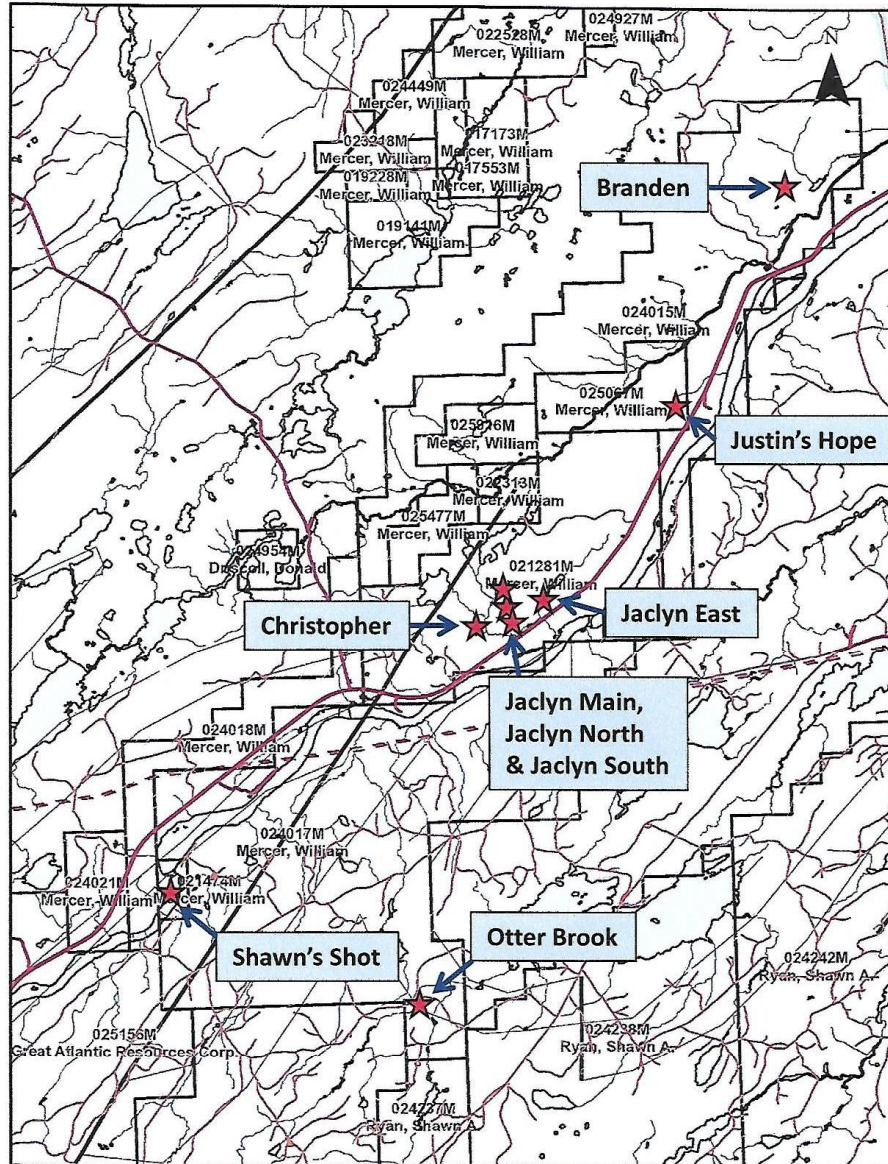 024927M
Mercer, William
022528M
Mercer, William
N
024449M
Mercer, William
023218M
Mercer, William
017173M
Mercer, William
017553M
Mercer, William
019228M
Mercer, William
Branden
019141M
Mercer, William
024015M
Mercer, William
025067M
Mercer, William
Justin's Hope
Mercer, William
022313M
Mercer, William
025477M
Mercer, William
Driscoll, Donald
021281M
Mercer, William
Christopher
Jaclyn East
Jaclyn Main,
Jaclyn North
& Jaclyn South
024018M
Mercer, William
024017M
Mercer, William
024021M
Mercer, William
021474M
Mercer, William
Shawn's Shot
Otter Brook
024242M
Ryan, Shawn A.
025156M
Great Atlantic Resources Corp.
024238M
Ryan, Shawn A.
024237M
Ryan, Shawn A.